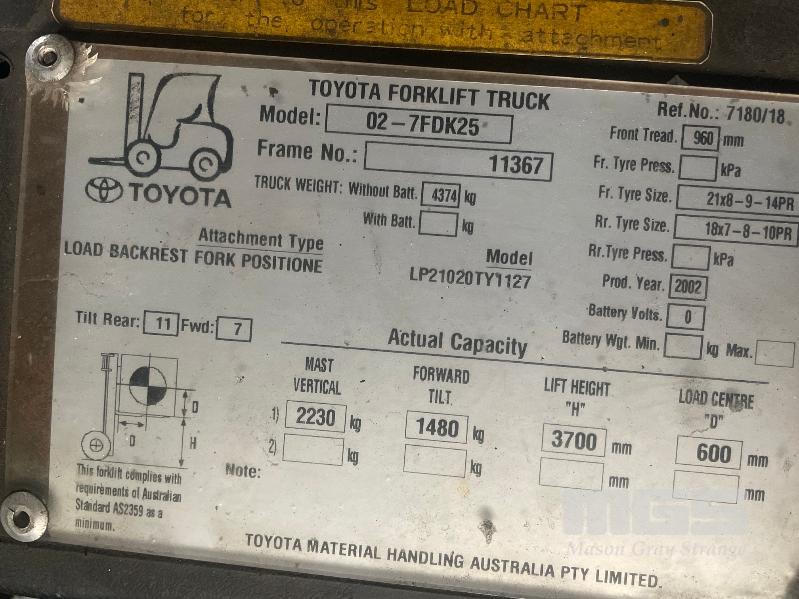 to this LOAD CHART
for the operation with attachment
TOYOTA FORKLIFT TRUCK
Ref.No.: 7180/18
Model: 02-7FDK25
Frame No.: 11367
TRUCK WEIGHT: Without Batt. 4374 kg
With Batt. kg
TOYOTA
Front Tread. 960 mm
Fr. Tyre Press. kPa
Fr. Tyre Size. 21x8-9-14PR
Rr. Tyre Size. 18x7-8-10PR
Rr. Tyre Press. kPa
Prod. Year. 2002
Battery Volts. 0
Battery Wgt. Min. kg Max.
Attachment Type
LOAD BACKREST FORK POSITIONE
Model
LP21020TY1127
Tilt Rear: 11 Fwd: 7
Actual Capacity
MAST VERTICAL
FORWARD TILT
LIFT HEIGHT "H"
LOAD CENTRE "D"
1) 2230 kg 1480 kg 3700 mm 600 mm
2) kg kg mm mm
D
D
H
Note:
This forklift complies with
requirements of Australian
Standard AS2359 as a
minimum.
TOYOTA MATERIAL HANDLING AUSTRALIA PTY LIMITED.
MGS
Mason Gray Strange